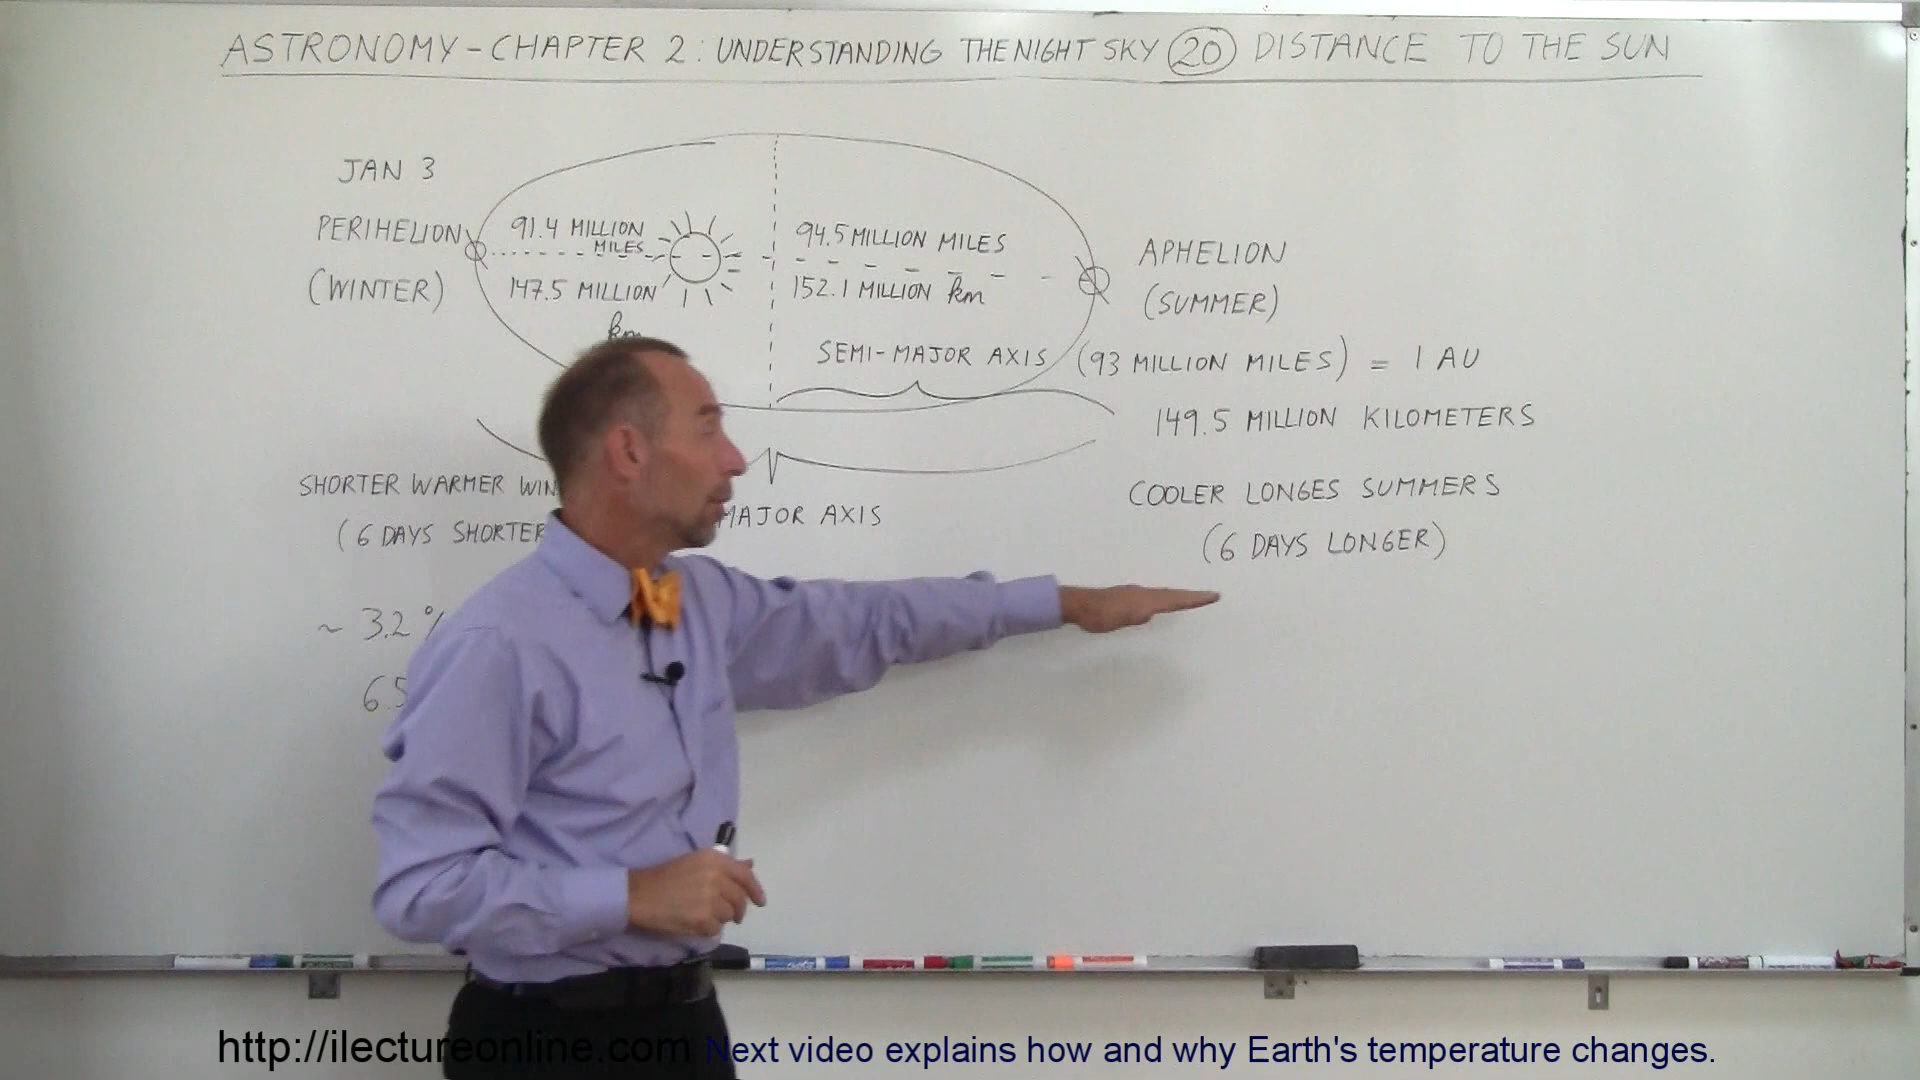 ASTRONOMY - CHAPTER 2: UNDERSTANDING THE NIGHT SKY 20 DISTANCE TO THE SUN
JAN 3
PERIHELION
(WINTER)
91.4 MILLION
MILES
147.5 MILLION
km
94.5 MILLION MILES
152.1 MILLION km
APHELION
(SUMMER)
SEMI-MAJOR AXIS (93 MILLION MILES) = 1 AU
149.5 MILLION KILOMETERS
SHORTER WARMER WIN
(6 DAYS SHORTER
MAJOR AXIS
COOLER LONGES SUMMERS
(6 DAYS LONGER)
~ 3.2 %
6.5
http://ilectureonline.com Next video explains how and why Earth's temperature changes.